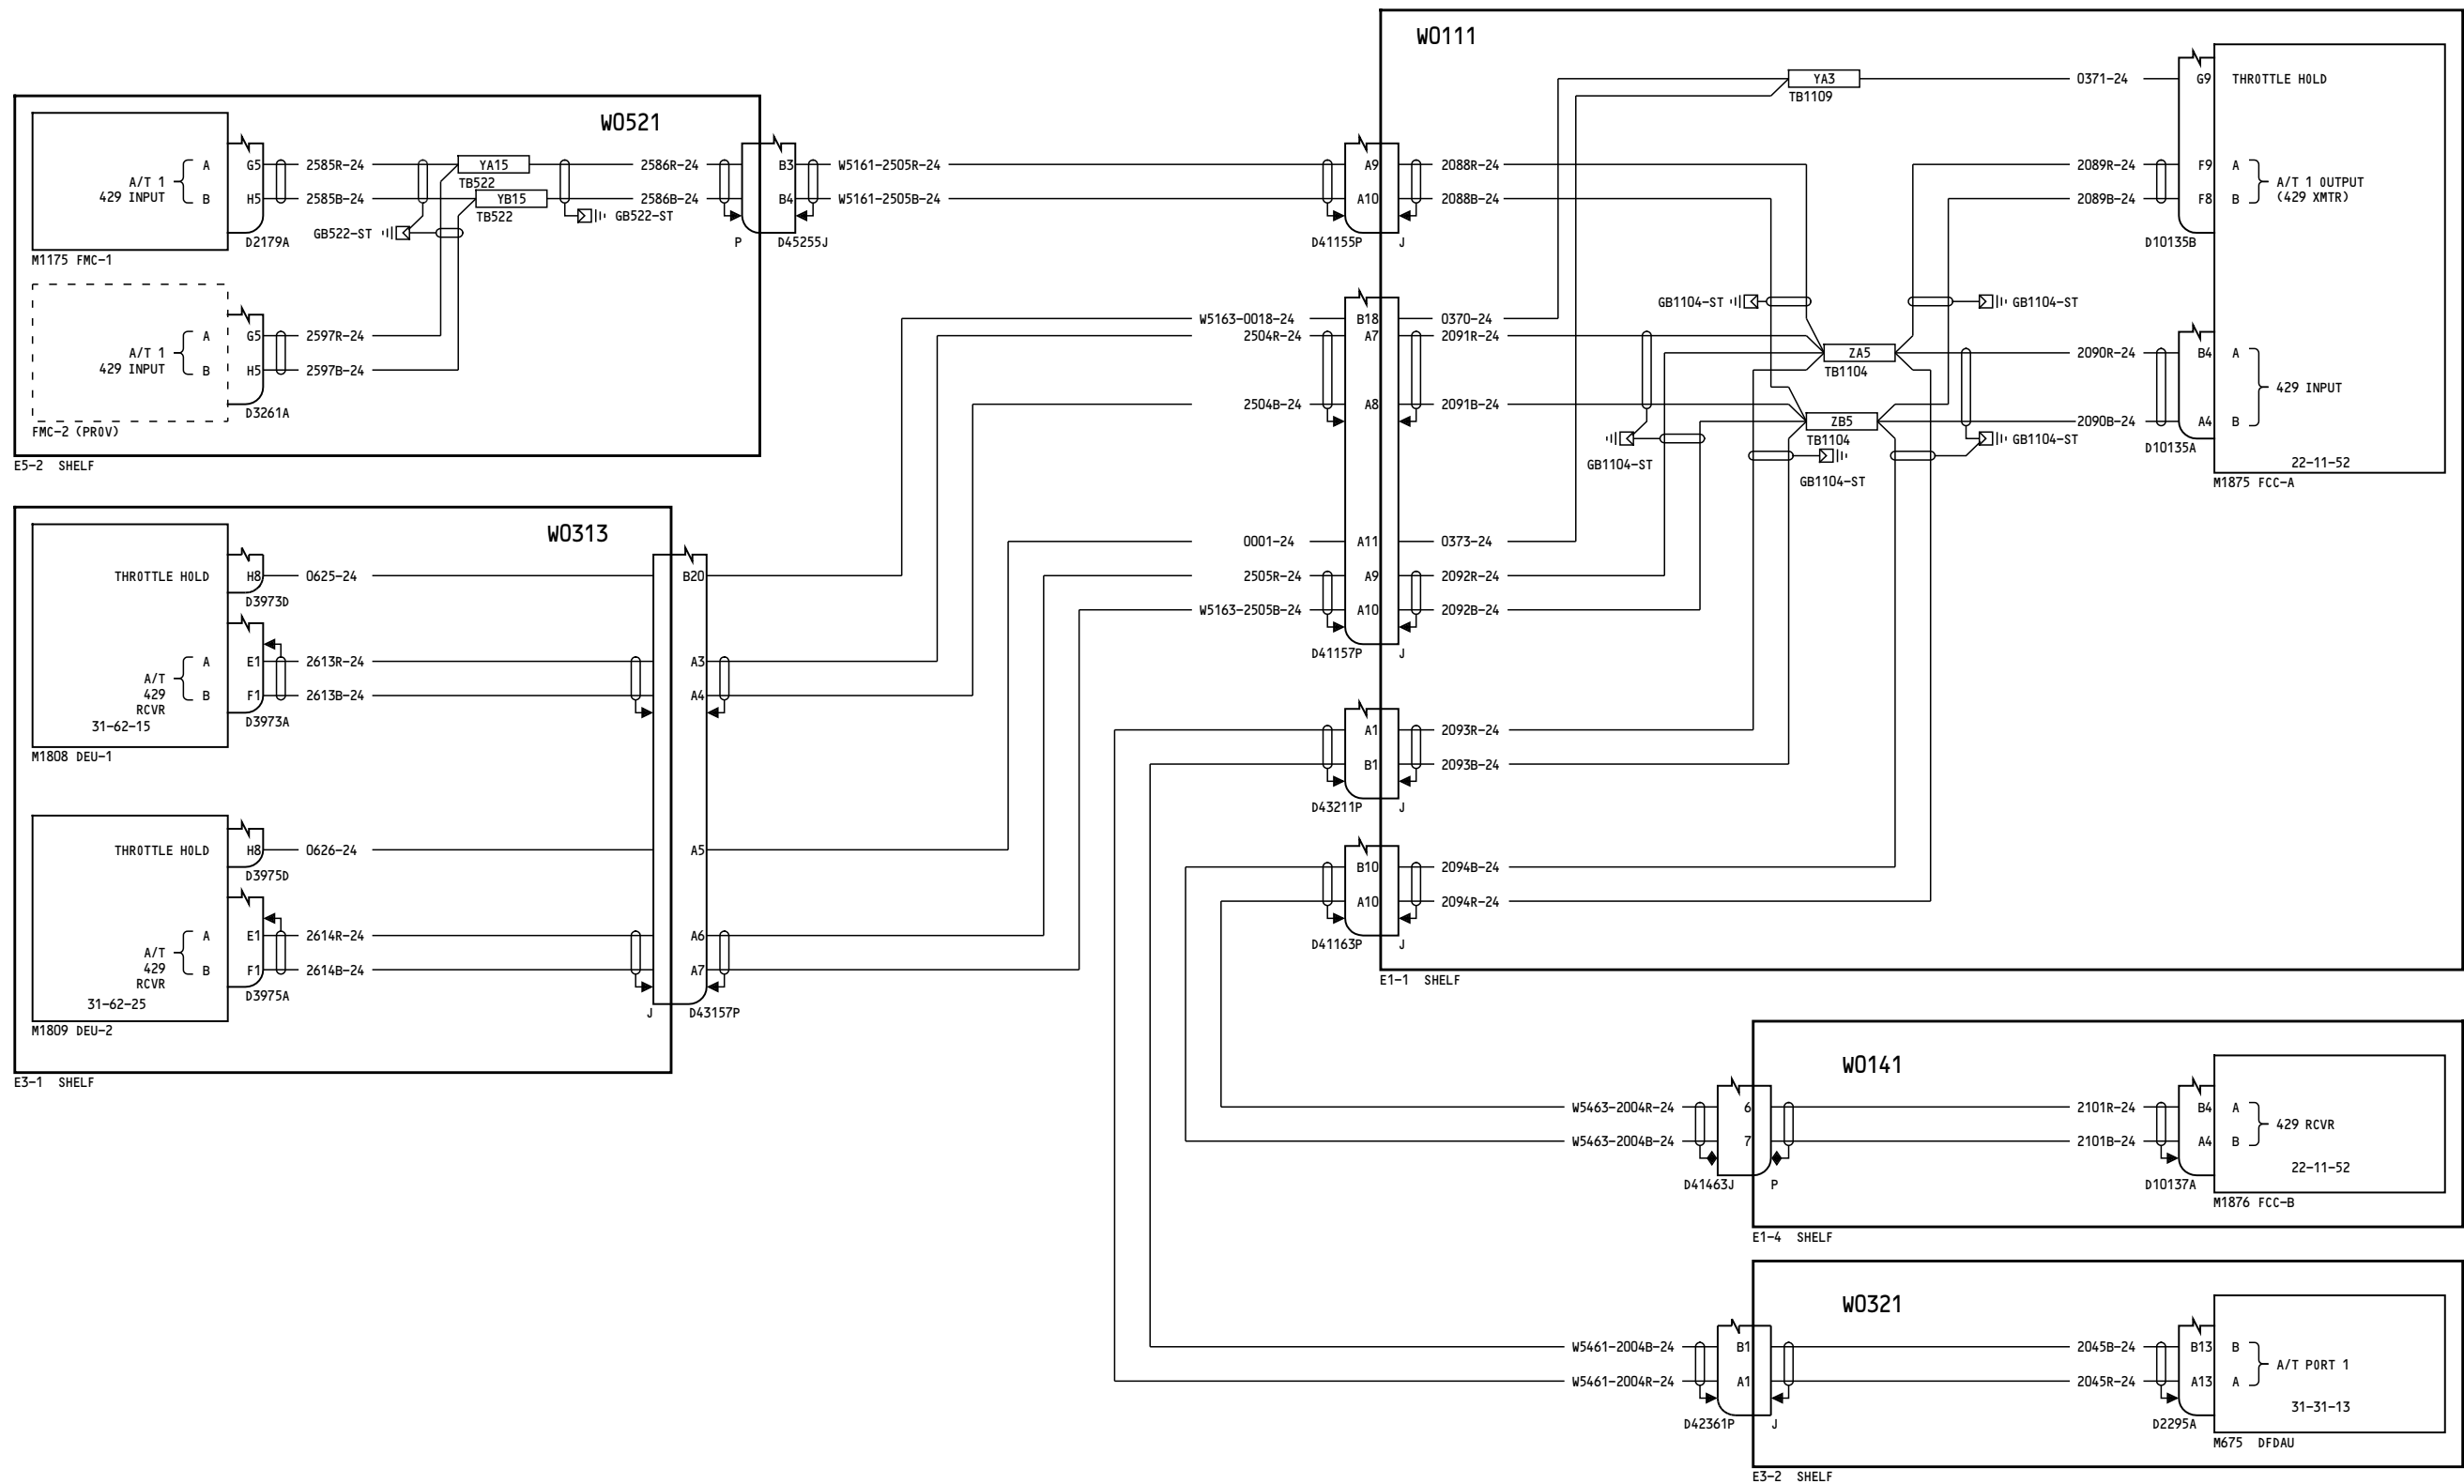 W0521
A/T 1
429 INPUT
A
B
G5
H5
D2179A
M1175 FMC-1
2585R-24
2585B-24
YA15
TB522
YB15
TB522
GB522-ST
GB522-ST
2586R-24
2586B-24
P
B3
B4
D45255J
W5161-2505R-24
W5161-2505B-24
A/T 1
429 INPUT
A
B
G5
H5
D3261A
FMC-2 (PROV)
2597R-24
2597B-24
E5-2 SHELF
W0313
THROTTLE HOLD
H8
D3973D
0625-24
A/T
429
RCVR
A
B
31-62-15
E1
F1
D3973A
2613R-24
2613B-24
M1808 DEU-1
THROTTLE HOLD
H8
D3975D
0626-24
A/T
429
RCVR
A
B
31-62-25
E1
F1
D3975A
2614R-24
2614B-24
M1809 DEU-2
B20
A3
A4
A5
A6
A7
J
D43157P
E3-1 SHELF
W5163-0018-24
2504R-24
2504B-24
0001-24
2505R-24
W5163-2505B-24
W0111
A9
A10
D41155P
J
2088R-24
2088B-24
B18
A7
A8
A11
A9
A10
D41157P
J
0370-24
2091R-24
2091B-24
0373-24
2092R-24
2092B-24
A1
B1
D43211P
J
2093R-24
2093B-24
B10
A10
D41163P
J
2094B-24
2094R-24
YA3
TB1109
GB1104-ST
GB1104-ST
ZA5
TB1104
ZB5
TB1104
GB1104-ST
GB1104-ST
GB1104-ST
0371-24
2089R-24
2089B-24
2090R-24
2090B-24
G9
F9
F8
D10135B
B4
A4
D10135A
THROTTLE HOLD
A
B
A/T 1 OUTPUT
(429 XMTR)
A
B
429 INPUT
22-11-52
M1875 FCC-A
E1-1 SHELF
W0141
W5463-2004R-24
W5463-2004B-24
6
7
D41463J
P
2101R-24
2101B-24
B4
A4
D10137A
A
B
429 RCVR
22-11-52
M1876 FCC-B
E1-4 SHELF
W0321
W5461-2004B-24
W5461-2004R-24
B1
A1
D42361P
J
2045B-24
2045R-24
B13
A13
D2295A
B
A
A/T PORT 1
31-31-13
M675 DFDAU
E3-2 SHELF